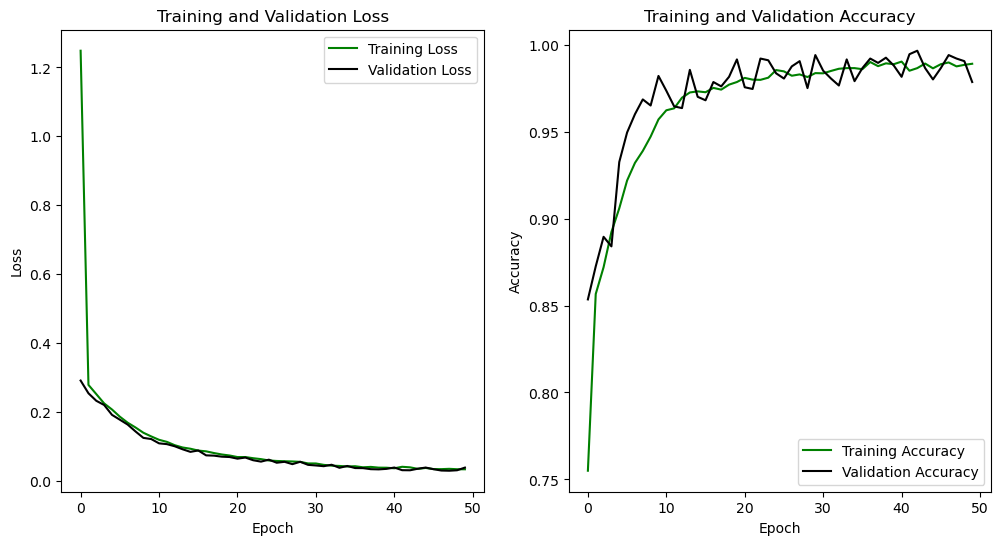 Training and Validation Loss
Training Loss
Validation Loss
1.2
1.0
0.8
0.6
0.4
0.2
0.0
Loss
0
10
20
30
40
50
Epoch
Training and Validation Accuracy
1.00
0.95
0.90
0.85
0.80
0.75
Accuracy
Training Accuracy
Validation Accuracy
0
10
20
30
40
50
Epoch